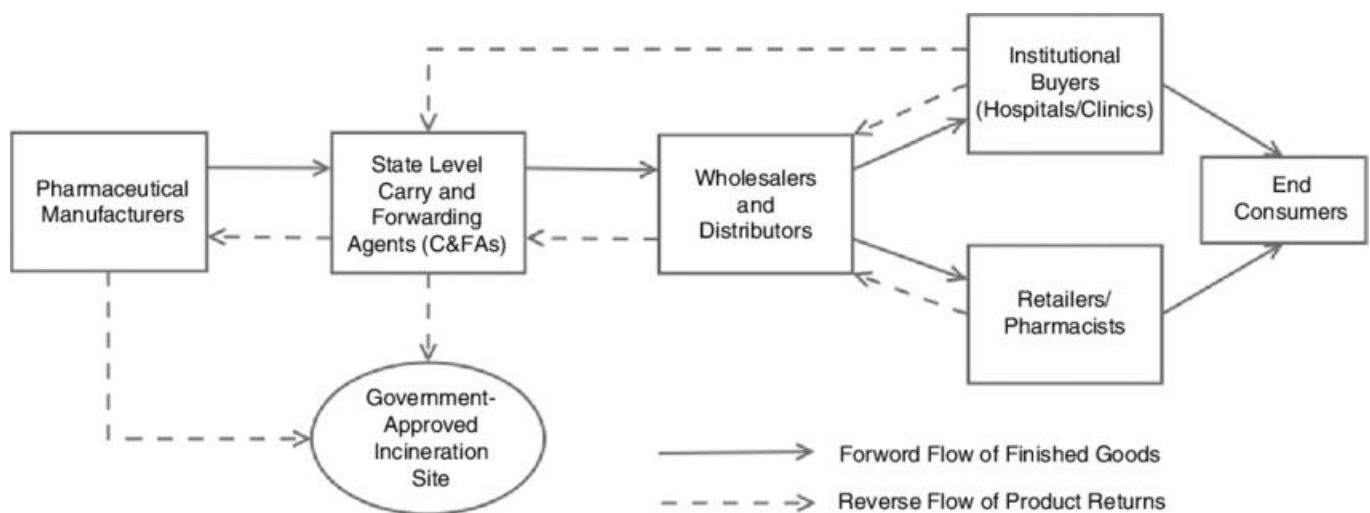 Institutional
Buyers
(Hospitals/Clinics)
Pharmaceutical
Manufacturers
State Level
Carry and
Forwarding
Agents (C&FAs)
Wholesalers
and
Distributors
End
Consumers
Retailers/
Pharmacists
Government-
Approved
Incineration
Site
Forword Flow of Finished Goods
Reverse Flow of Product Returns